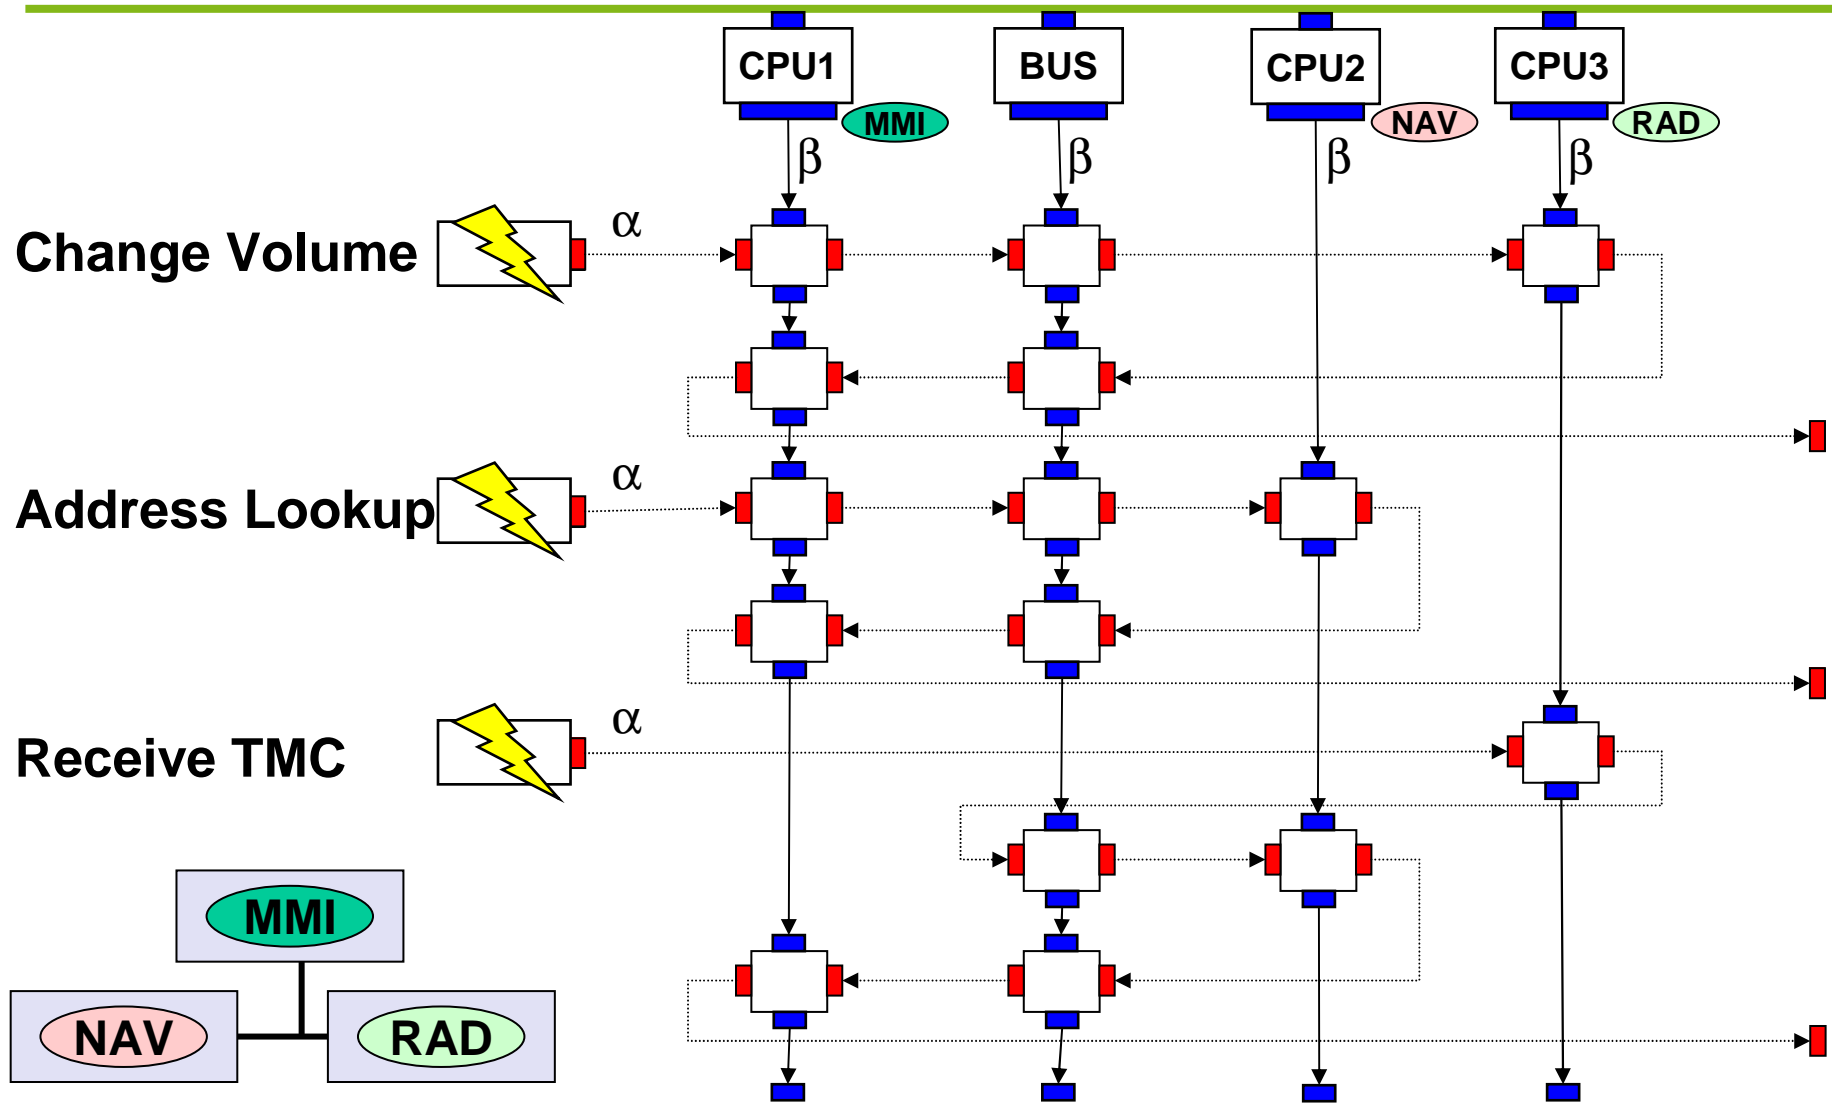 CPU1 BUS CPU2 CPU3
MMI NAV RAD
β β β β
Change Volume α
Address Lookup α
Receive TMC α
MMI
NAV RAD